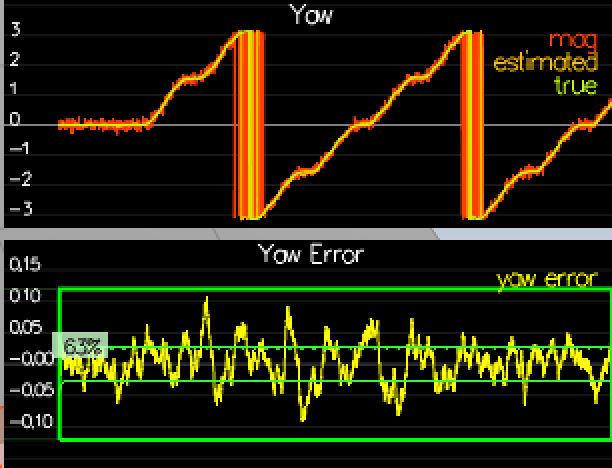 Yaw
3
2
1
0
−1
−2
−3
mag
estimated
true
Yaw Error
yaw error
0.15
0.10
0.05
−0.00
−0.05
−0.10
63%